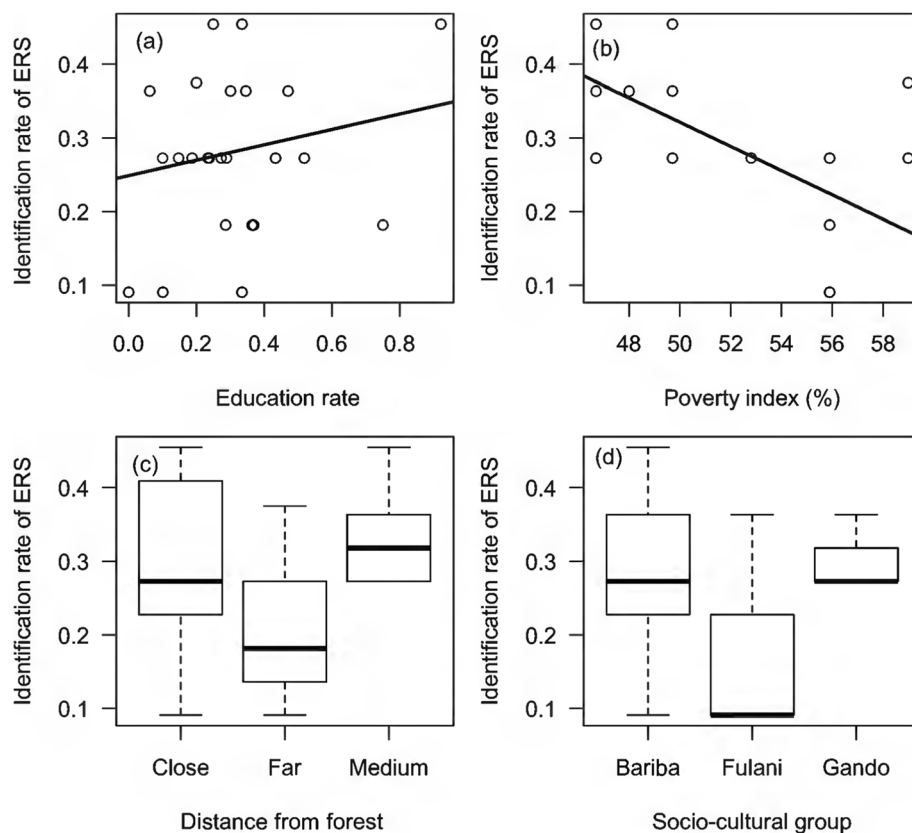 (a)
Identification rate of ERS
0.4
0.3
0.2
0.1
0.0 0.2 0.4 0.6 0.8
Education rate
(b)
Identification rate of ERS
0.4
0.3
0.2
0.1
48 50 52 54 56 58
Poverty index (%)
(c)
Identification rate of ERS
0.4
0.3
0.2
0.1
Close Far Medium
Distance from forest
(d)
Identification rate of ERS
0.4
0.3
0.2
0.1
Bariba Fulani Gando
Socio-cultural group